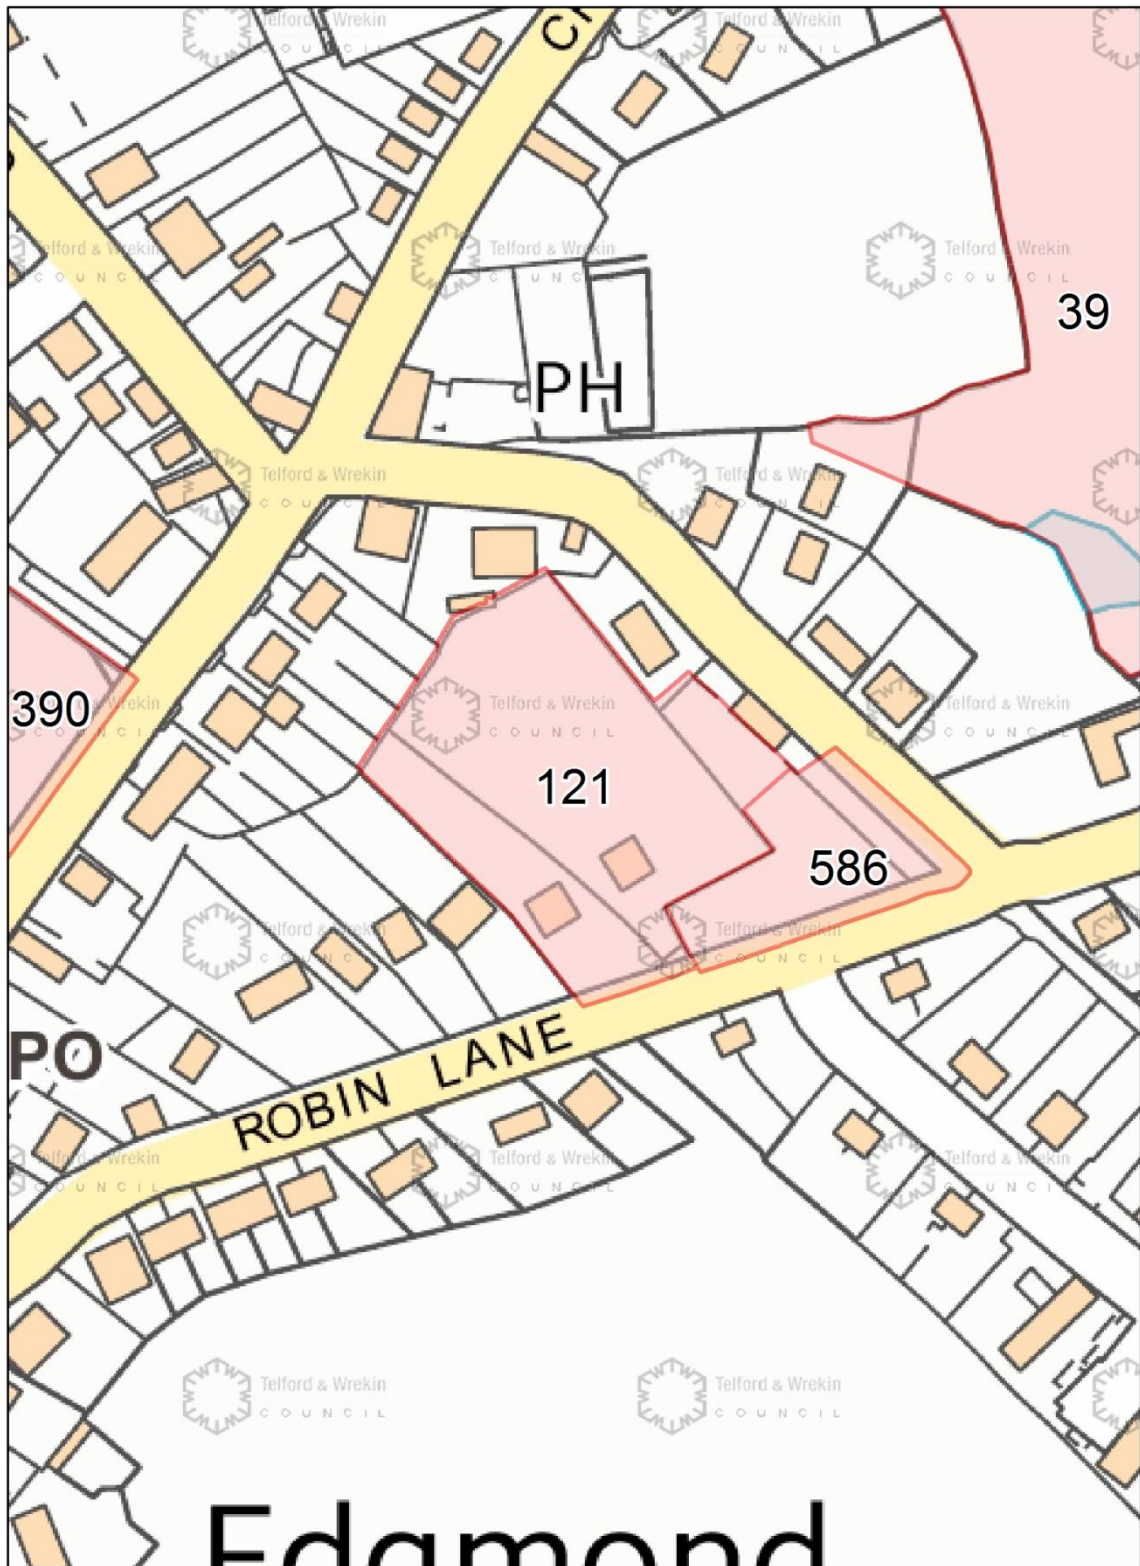 Telford & Wrekin
COUNCIL
39
PH
390
121
586
ROBIN LANE
PO
Edgmond